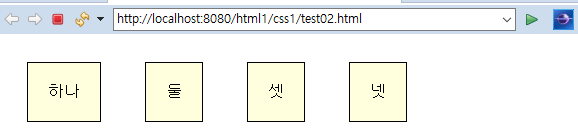 http://localhost:8080/html1/css1/test02.html
하나 둘 셋 넷